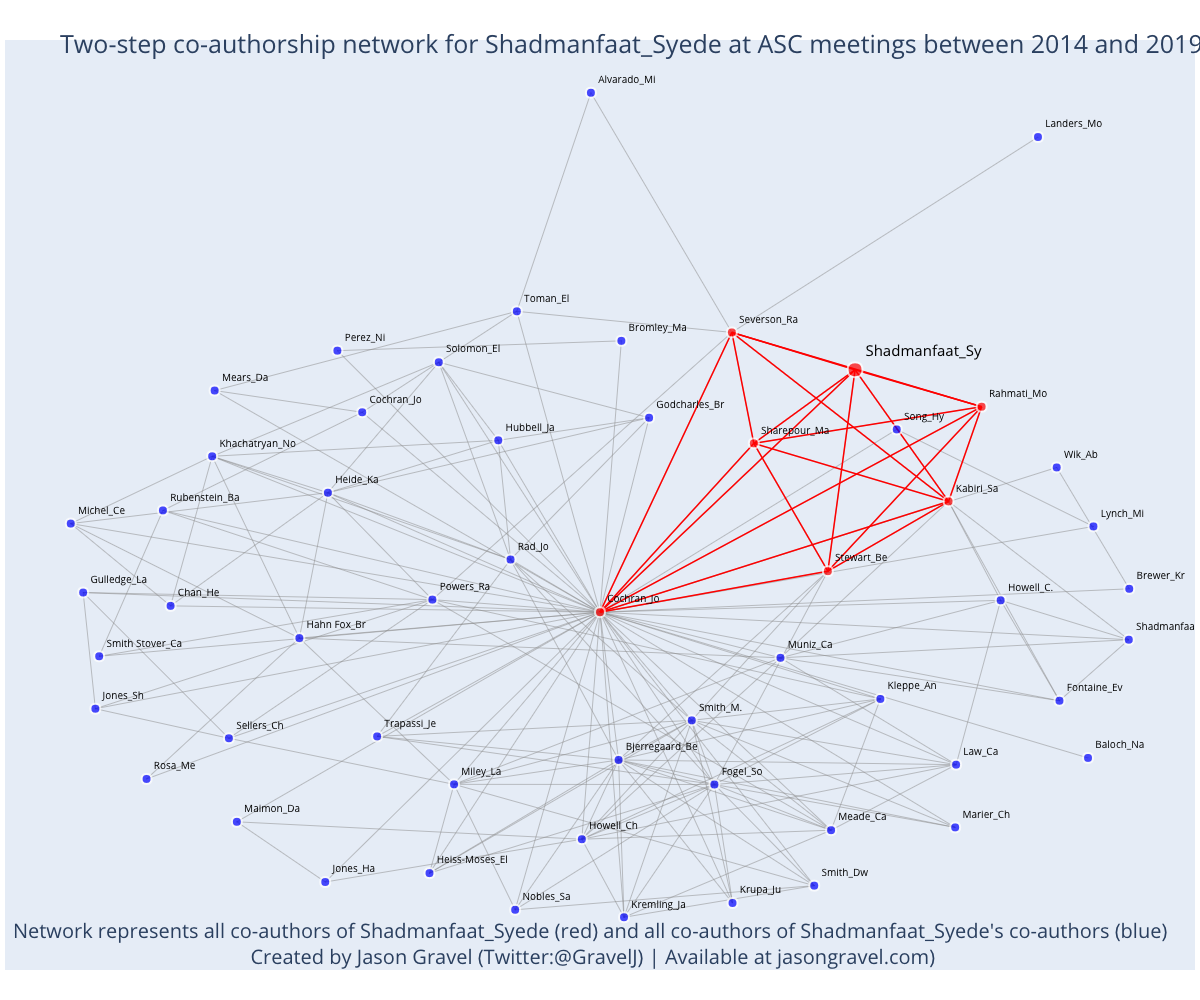 Two-step co-authorship network for Shadmanfaat_Syede at ASC meetings between 2014 and 2019
Alvarado_Mi
Landers_Mo
Toman_El
Severson_Ra
Bromley_Ma
Perez_Ni
Solomon_El
Shadmanfaat_Sy
Mears_Da
Rahmati_Mo
Cochran_Jo
Godcharles_Br
Song_Hy
Hubbell_Ja
Sharepour_Ma
Khachatryan_No
Wik_Ab
Heide_Ka
Kabiri_Sa
Rubenstein_Ba
Michel_Ce
Lynch_Mi
Rad_Jo
Stewart_Be
Gulledge_La
Brewer_Kr
Powers_Ra
Howell_C.
Chan_He
Cochran_Jo
Hahn Fox_Br
Shadmanfaa
Smith Stover_Ca
Muniz_Ca
Jones_Sh
Kleppe_An
Fontaine_Ev
Smith_M.
Sellers_Ch
Trapassi_Je
Bjerregaard_Be
Baloch_Na
Law_Ca
Rosa_Me
Miley_La
Fogel_So
Maimon_Da
Meade_Ca
Marier_Ch
Howell_Ch
Heiss-Moses_El
Jones_Ha
Smith_Dw
Krupa_Ju
Nobles_Sa
Kremling_Ja
Network represents all co-authors of Shadmanfaat_Syede (red) and all co-authors of Shadmanfaat_Syede's co-authors (blue)
Created by Jason Gravel (Twitter:@GravelJ) | Available at jasongravel.com)